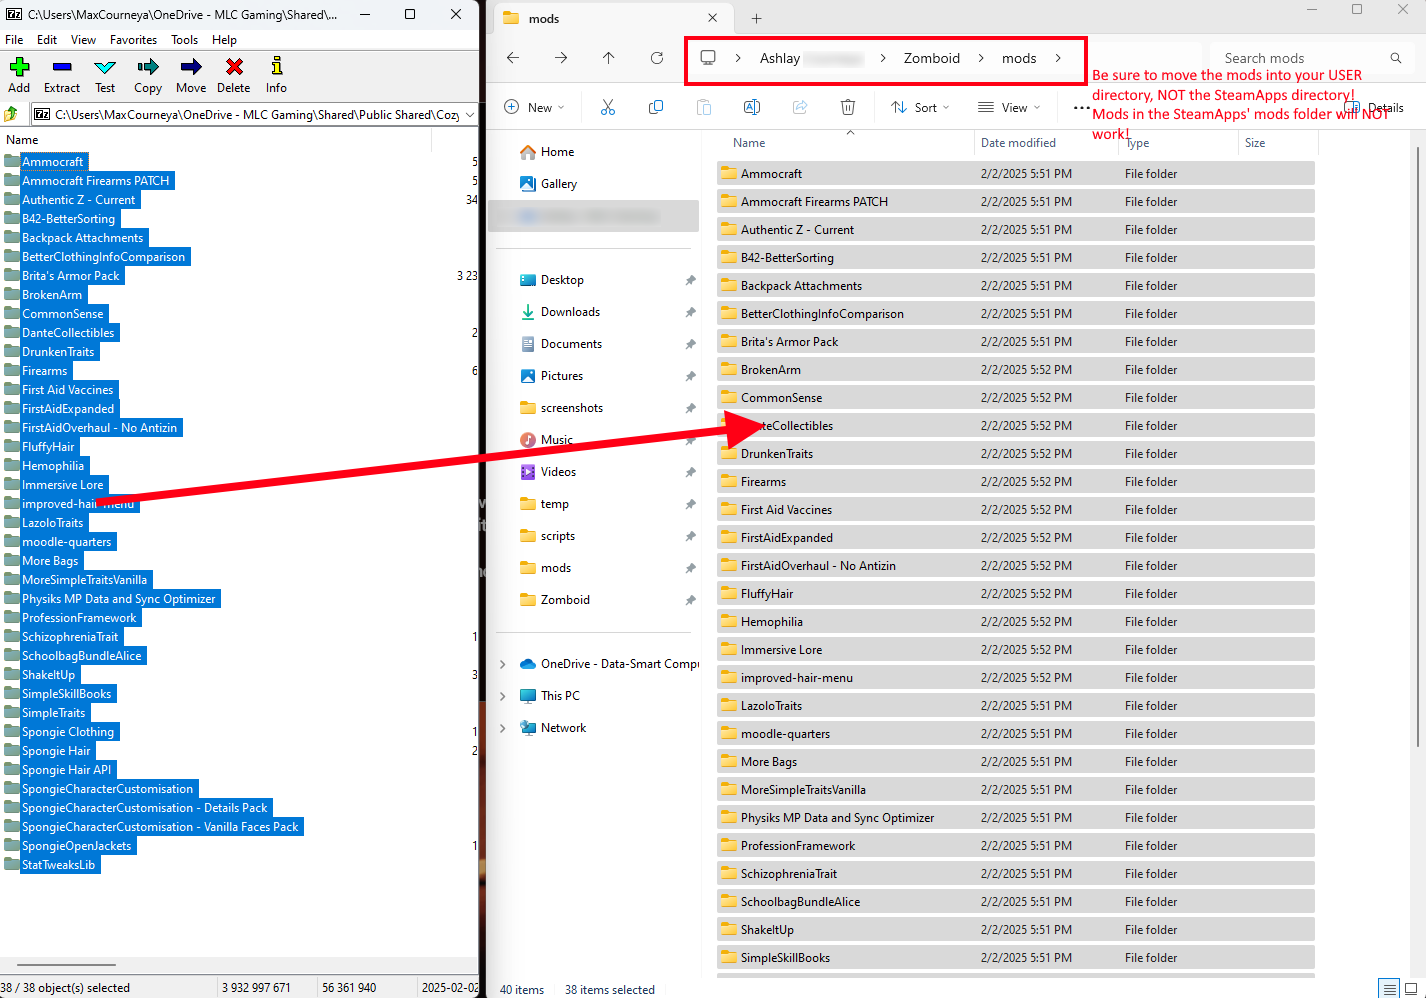 C:\Users\MaxCourneya\OneDrive - MLC Gaming\Shared\...
File Edit View Favorites Tools Help
Add Extract Test Copy Move Delete Info
C:\Users\MaxCourneya\OneDrive - MLC Gaming\Shared\Public Shared\Cozy
Name
Ammocraft 5
Ammocraft Firearms PATCH 5
Authentic Z - Current 34
B42-BetterSorting
Backpack Attachments
BetterClothingInfoComparison
Brita's Armor Pack 3 23
BrokenArm
CommonSense
DanteCollectibles 2
DrunkenTraits
Firearms 6
First Aid Vaccines
FirstAidExpanded
FirstAidOverhaul - No Antizin
FluffyHair
Hemophilia
Immersive Lore
improved-hair-menu
LazoloTraits
moodle-quarters
More Bags
MoreSimpleTraitsVanilla
Physiks MP Data and Sync Optimizer
ProfessionFramework
SchizophreniaTrait 1
SchoolbagBundleAlice
ShakeItUp 3
SimpleSkillBooks
SimpleTraits
Spongie Clothing 1
Spongie Hair 2
Spongie Hair API
SpongieCharacterCustomisation
SpongieCharacterCustomisation - Details Pack
SpongieCharacterCustomisation - Vanilla Faces Pack
SpongieOpenJackets 1
StatTweaksLib
38 / 38 object(s) selected 3 932 997 671 56 361 940 2025-02-02
mods
Ashlay > Zomboid > mods >
Search mods
Be sure to move the mods into your USER
directory, NOT the SteamApps directory!
Mods in the SteamApps' mods folder will NOT
work!
New Sort View ... Details
Home
Gallery
Desktop
Downloads
Documents
Pictures
screenshots
Music
Videos
temp
scripts
mods
Zomboid
OneDrive - Data-Smart Compu
This PC
Network
Name Date modified Type Size
Ammocraft 2/2/2025 5:51 PM File folder
Ammocraft Firearms PATCH 2/2/2025 5:51 PM File folder
Authentic Z - Current 2/2/2025 5:51 PM File folder
B42-BetterSorting 2/2/2025 5:51 PM File folder
Backpack Attachments 2/2/2025 5:51 PM File folder
BetterClothingInfoComparison 2/2/2025 5:51 PM File folder
Brita's Armor Pack 2/2/2025 5:51 PM File folder
BrokenArm 2/2/2025 5:52 PM File folder
CommonSense 2/2/2025 5:52 PM File folder
teCollectibles 2/2/2025 5:52 PM File folder
DrunkenTraits 2/2/2025 5:52 PM File folder
Firearms 2/2/2025 5:52 PM File folder
First Aid Vaccines 2/2/2025 5:52 PM File folder
FirstAidExpanded 2/2/2025 5:52 PM File folder
FirstAidOverhaul - No Antizin 2/2/2025 5:52 PM File folder
FluffyHair 2/2/2025 5:52 PM File folder
Hemophilia 2/2/2025 5:52 PM File folder
Immersive Lore 2/2/2025 5:52 PM File folder
improved-hair-menu 2/2/2025 5:52 PM File folder
LazoloTraits 2/2/2025 5:51 PM File folder
moodle-quarters 2/2/2025 5:51 PM File folder
More Bags 2/2/2025 5:51 PM File folder
MoreSimpleTraitsVanilla 2/2/2025 5:51 PM File folder
Physiks MP Data and Sync Optimizer 2/2/2025 5:51 PM File folder
ProfessionFramework 2/2/2025 5:51 PM File folder
SchizophreniaTrait 2/2/2025 5:51 PM File folder
SchoolbagBundleAlice 2/2/2025 5:51 PM File folder
ShakeItUp 2/2/2025 5:51 PM File folder
SimpleSkillBooks 2/2/2025 5:51 PM File folder
40 items 38 items selected